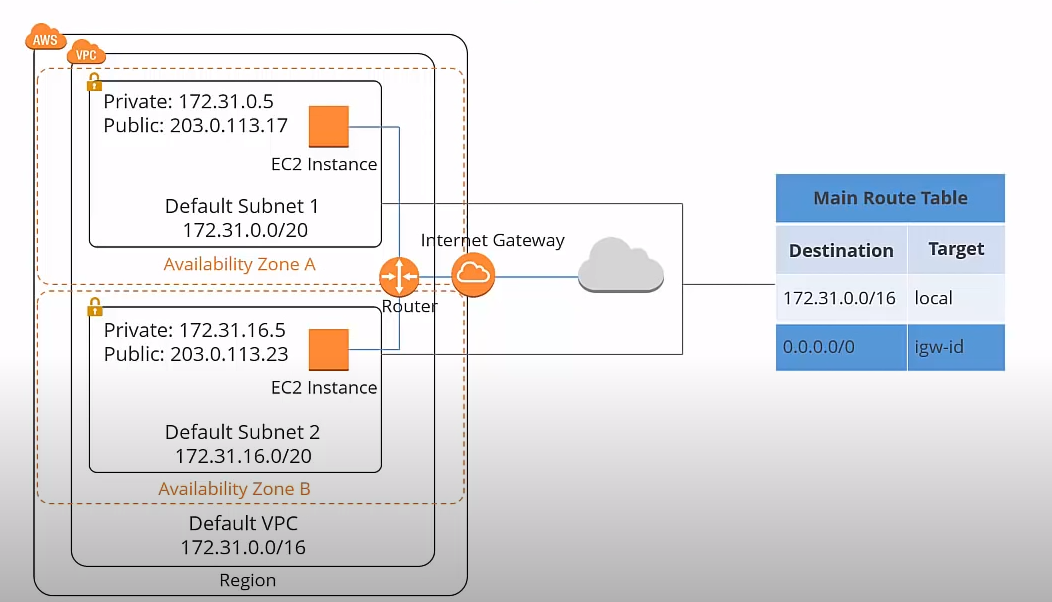 AWS
VPC
Private: 172.31.0.5
Public: 203.0.113.17
EC2 Instance
Default Subnet 1
172.31.0.0/20
Availability Zone A
Internet Gateway
Router
Private: 172.31.16.5
Public: 203.0.113.23
EC2 Instance
Default Subnet 2
172.31.16.0/20
Availability Zone B
Default VPC
172.31.0.0/16
Region
Main Route Table
Destination Target
172.31.0.0/16 local
0.0.0.0/0 igw-id